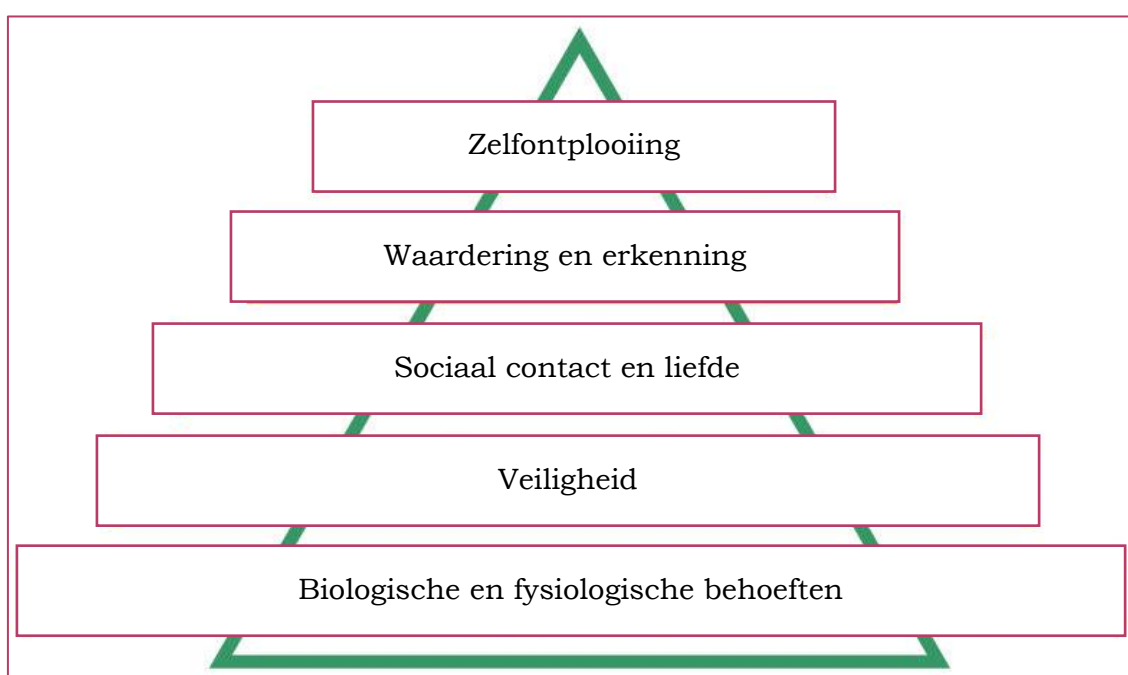 Zelfontplooiing
Waardering en erkenning
Sociaal contact en liefde
Veiligheid
Biologische en fysiologische behoeften